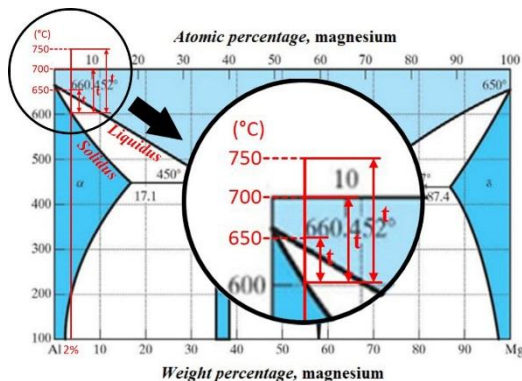 Atomic percentage, magnesium
(°C)
750
700
650
600
500
400
300
200
100
10 20 30 40 60 70 80 90 100
660.452°
t t t
Liquidus
Solidus
α
450°
17.1
650°
87.4
δ
(°C)
750
700
650
600
10
660.452°
t t t
Al 2% 10 20 30 40 50 60 70 80 90 Mg
Weight percentage, magnesium